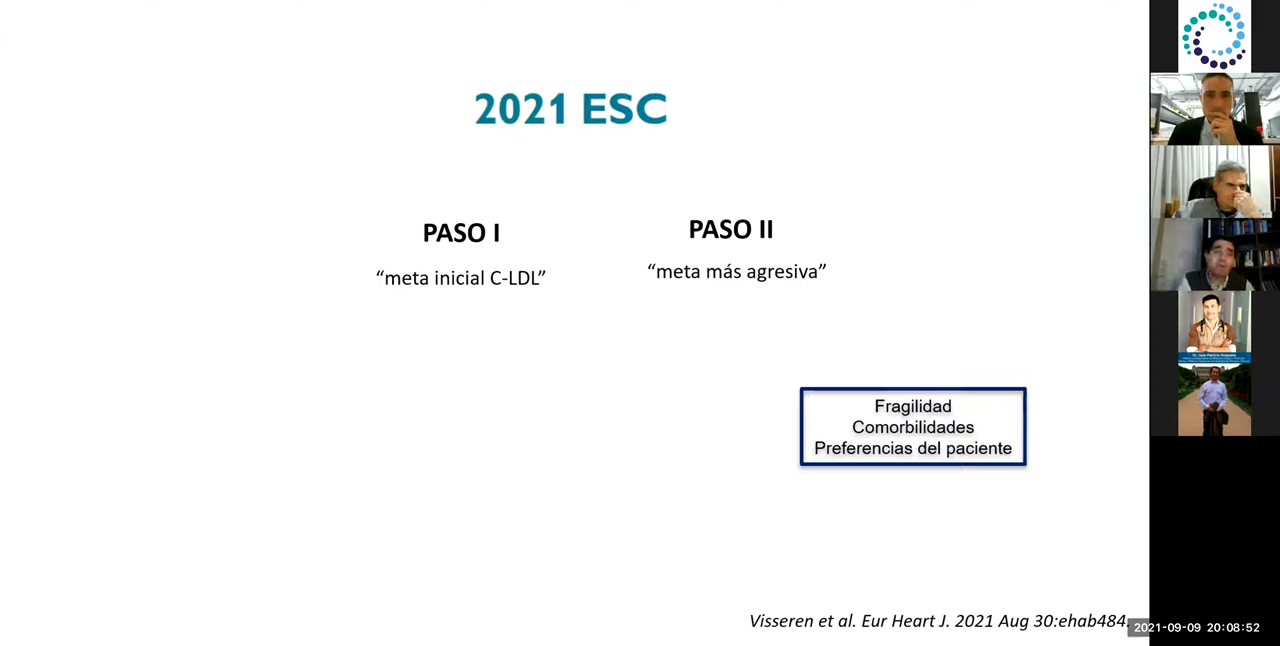 2021 ESC
PASO I
PASO II
“meta inicial C-LDL”
“meta más agresiva”
Fragilidad
Comorbilidades
Preferencias del paciente
Visseren et al. Eur Heart J. 2021 Aug 30:ehab484.
2021-09-09 20:08:52